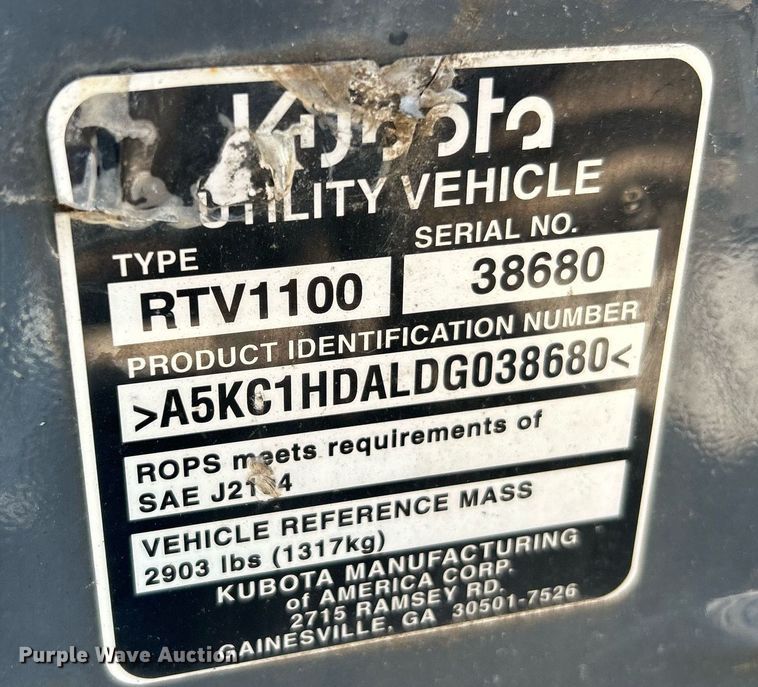 Kubota
UTILITY VEHICLE
TYPE
SERIAL NO.
RTV1100
38680
PRODUCT IDENTIFICATION NUMBER
>A5KC1HDALDG038680<
ROPS meets requirements of
SAE
VEHICLE REFERENCE MASS
2903 lbs (1317kg)
KUBOTA MANUFACTURING
of AMERICA CORP.
2715 RAMSEY RD.
GAINESVILLE, GA 30501-7526
Purple Wave Auction